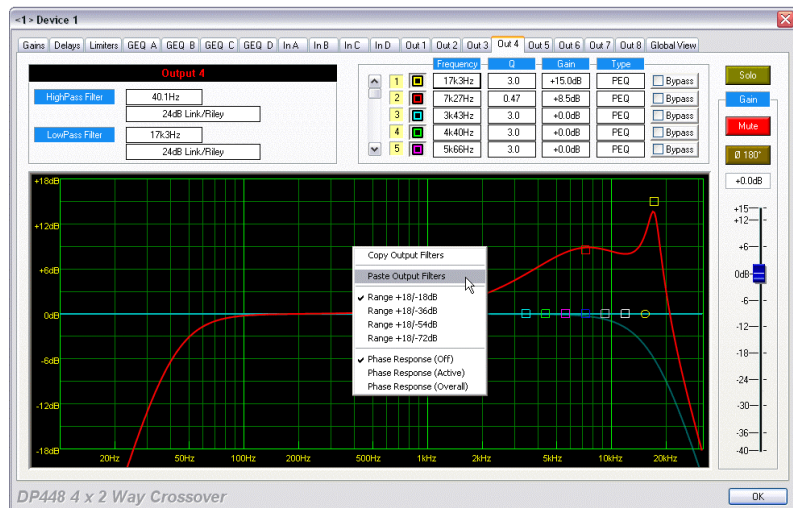 <1> Device 1
Gains Delays Limiters GEQ A GEQ B GEQ C GEQ D In A In B In C In D Out 1 Out 2 Out 3 Out 4 Out 5 Out 6 Out 7 Out 8 Global View
Output 4
HighPass Filter 40.1Hz
24dB Link/Riley
LowPass Filter 17k3Hz
24dB Link/Riley
Frequency Q Gain Type
1 17k3Hz 3.0 +15.0dB PEQ Bypass
2 7k27Hz 0.47 +8.5dB PEQ Bypass
3 3k43Hz 3.0 +0.0dB PEQ Bypass
4 4k40Hz 3.0 +0.0dB PEQ Bypass
5 5k66Hz 3.0 +0.0dB PEQ Bypass
Solo
Gain
Mute
Ø 180°
+0.0dB
+15
+12
+6
0dB
-6
-12
-18
-24
-30
-36
-40
+18dB
+12dB
+6dB
0dB
-6dB
-12dB
-18dB
20Hz 50Hz 100Hz 200Hz 500Hz 1kHz 2kHz 5kHz 10kHz 20kHz
Copy Output Filters
Paste Output Filters
Range +18/-18dB
Range +18/-36dB
Range +18/-54dB
Range +18/-72dB
Phase Response (Off)
Phase Response (Active)
Phase Response (Overall)
DP448 4 x 2 Way Crossover
OK